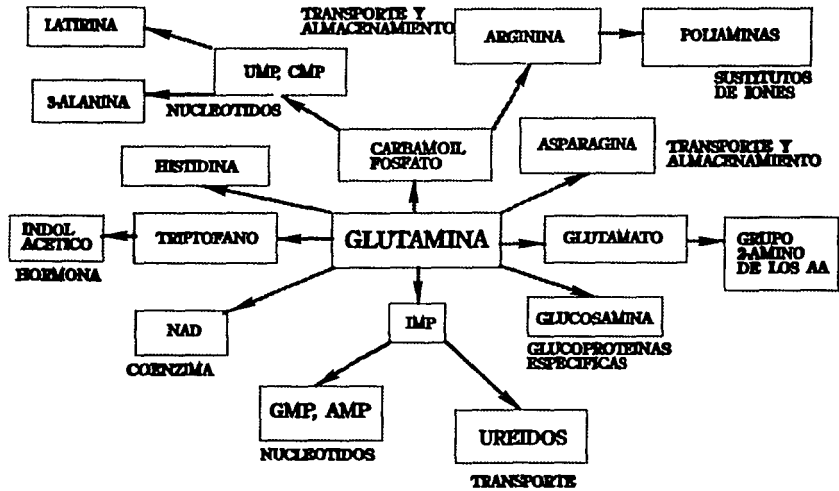 TRANSPORTE Y
ALMACENAMIENTO
LATIRINA
ARGININA
POLIAMINAS
UMP, CMP
SUSTITUTOS
DE IONES
3-ALANINA
NUCLEOTIDOS
CARBAMOIL
FOSFATO
ASPARAGINA
TRANSPORTE Y
ALMACENAMIENTO
HISTIDINA
INDOL
ACETICO
HORMONA
TRIPTOFANO
GLUTAMINA
GLUTAMATO
GRUPO
2-AMINO
DE LOS AA
NAD
COENZIMA
IMP
GLUCOSAMINA
GLUCOPROTEINAS
ESPECIFICAS
GMP, AMP
NUCLEOTIDOS
UREIDOS
TRANSPORTE